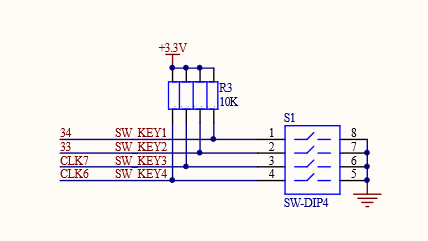 +3.3V
R3
10K
S1
34 SW_KEY1 1 8
33 SW_KEY2 2 7
CLK7 SW_KEY3 3 6
CLK6 SW_KEY4 4 5
SW-DIP4